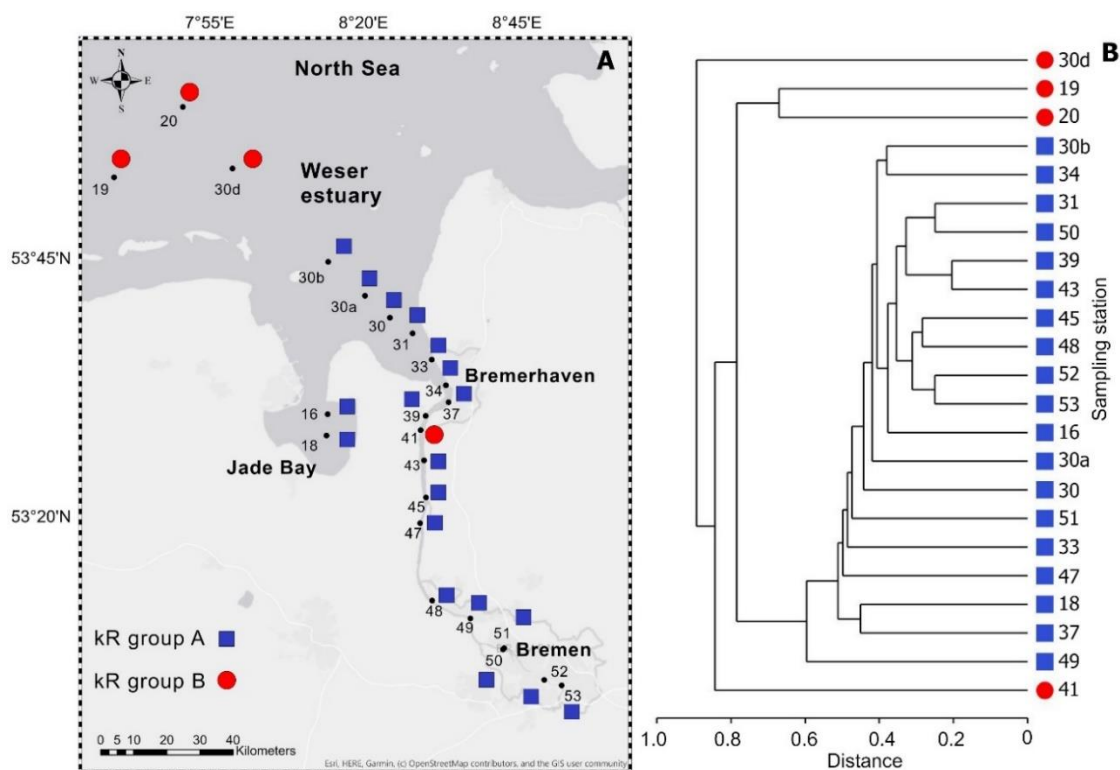 7°55'E 8°20'E 8°45'E
A
North Sea
N
W E
S
20
19
30d
Weser
estuary
53°45'N
30b
30a
30
31
33
34
Bremerhaven
37
16
39
18
41
Jade Bay
43
45
53°20'N
47
48
49
51
Bremen
50
52
53
kR group A
kR group B
0 5 10 20 30 40
Kilometers
Esri, HERE, Garmin, (c) OpenStreetMap contributors, and the GIS user community
B
30d
19
20
30b
34
31
50
39
43
45
48
52
53
16
30a
30
51
33
47
18
37
49
41
Sampling station
1.0 0.8 0.6 0.4 0.2 0
Distance